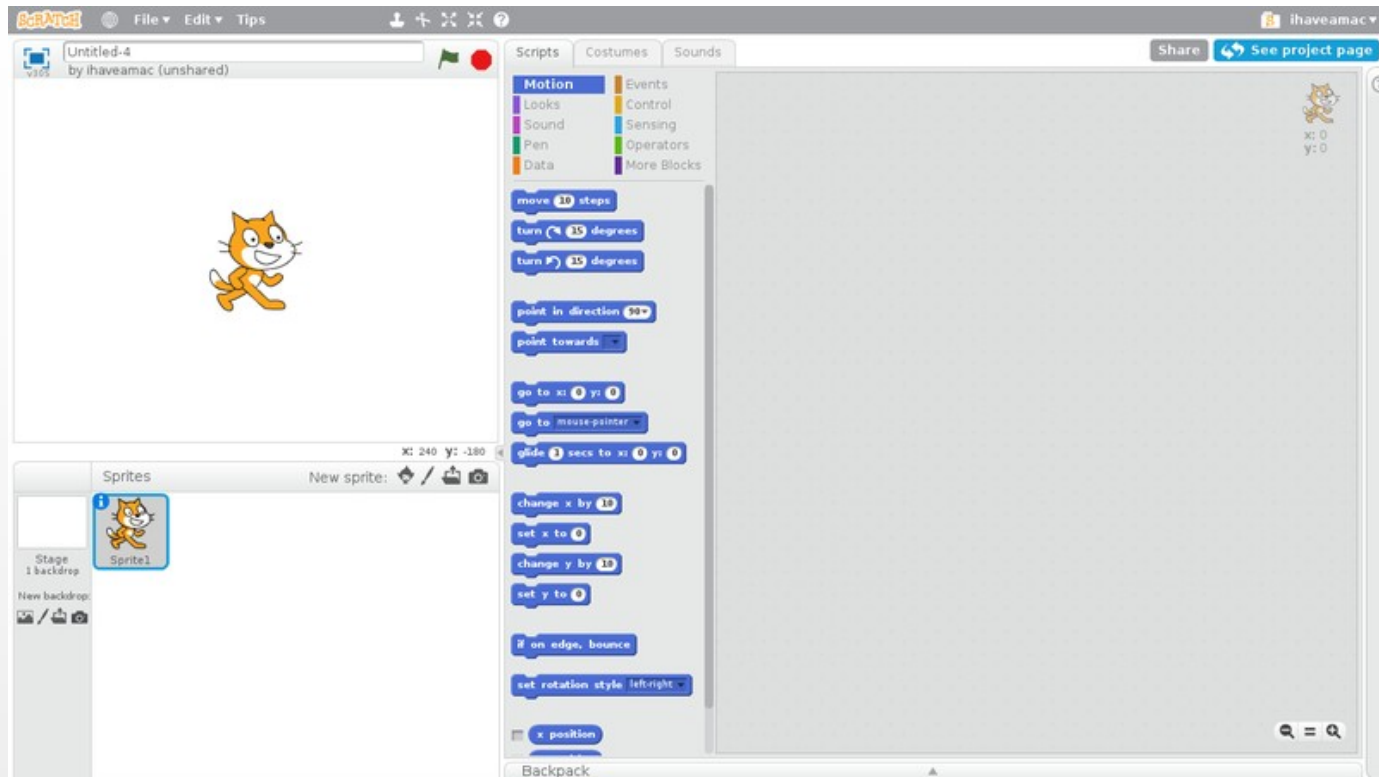 SCRATCH File Edit Tips ihaveamac
Untitled-4
v305 by ihaveamac (unshared)
Scripts Costumes Sounds
Share See project page
Motion Events
Looks Control
Sound Sensing
Pen Operators
Data More Blocks
x: 0
y: 0
move 10 steps
turn 15 degrees
turn 15 degrees
point in direction 90
point towards
go to x: 0 y: 0
go to mouse-pointer
glide 1 secs to x: 0 y: 0
change x by 10
set x to 0
change y by 10
set y to 0
if on edge, bounce
set rotation style left-right
x position
X: 240 y: -180
Sprites New sprite:
Stage
1 backdrop
Sprite1
New backdrop:
Backpack